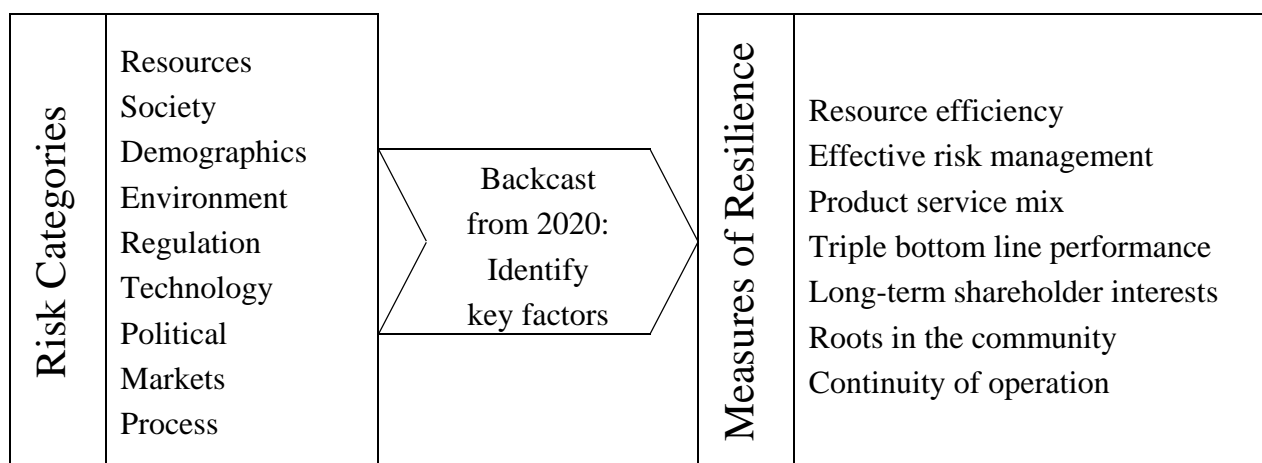 Risk Categories
Resources
Society
Demographics
Environment
Regulation
Technology
Political
Markets
Process
Backcast
from 2020:
Identify
key factors
Measures of Resilience
Resource efficiency
Effective risk management
Product service mix
Triple bottom line performance
Long-term shareholder interests
Roots in the community
Continuity of operation